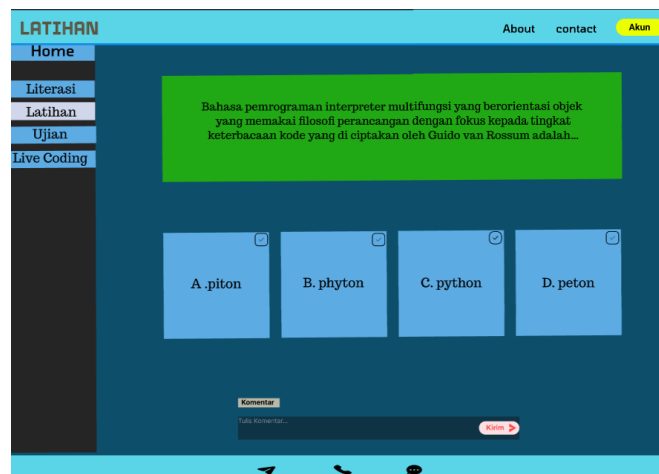 LATIHAN
About
contact
Akun
Home
Literasi
Latihan
Ujian
Live Coding
Bahasa pemrograman interpreter multifungsi yang berorientasi objek
yang memakai filosofi perancangan dengan fokus kepada tingkat
keterbacaan kode yang di ciptakan oleh Guido van Rossum adalah...
A .piton
B. phyton
C. python
D. peton
Komentar
Tulis Komentar...
Kirim